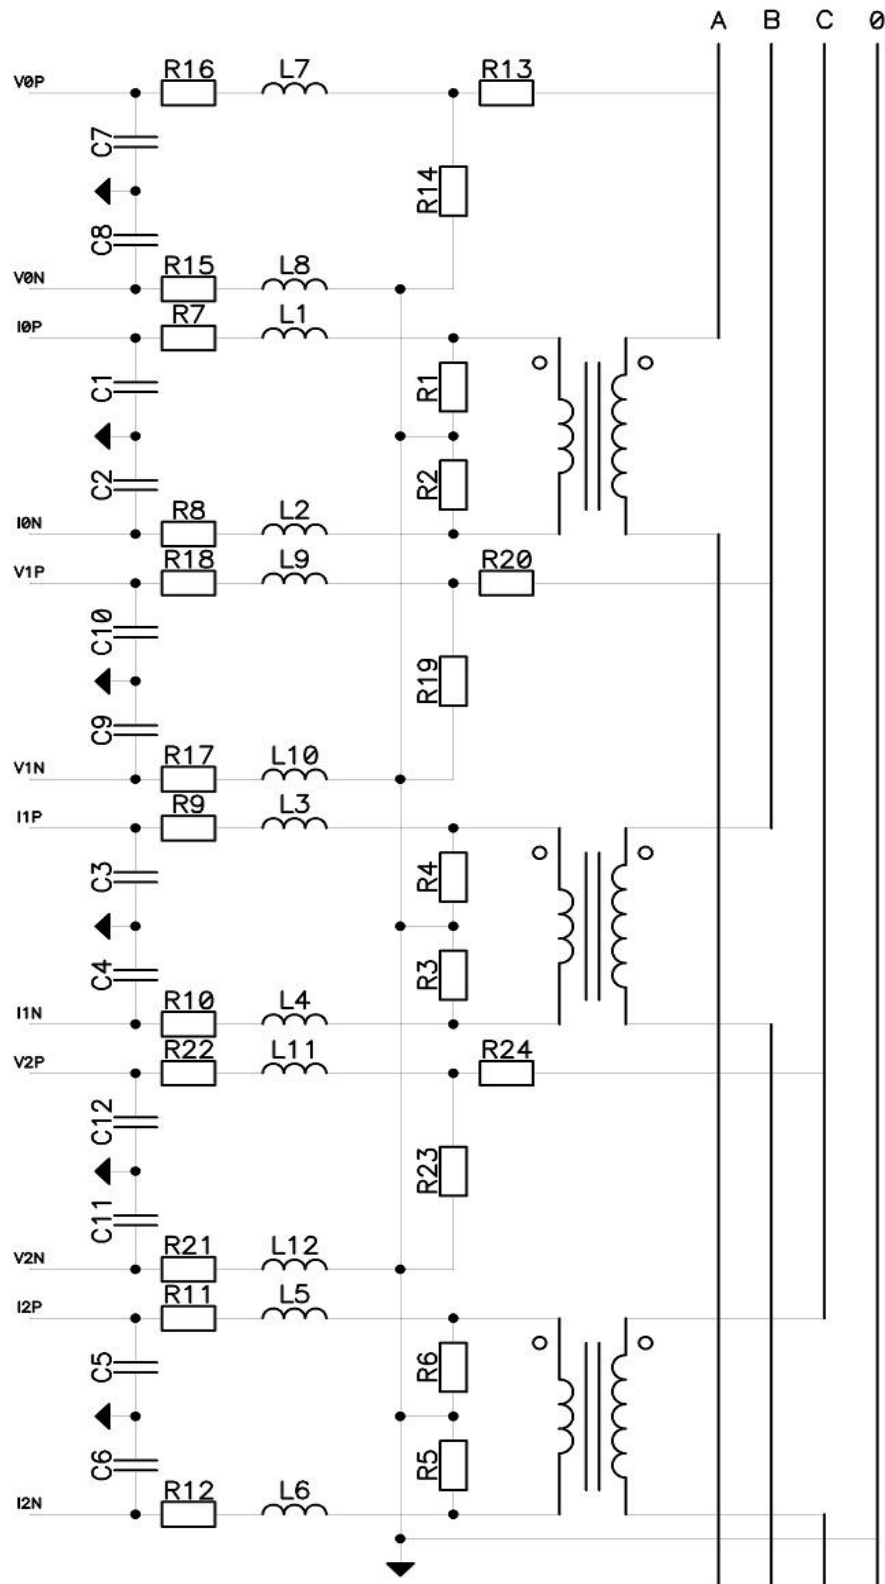 A B C 0
V0P R16 L7 R13
C7
R14
C8
V0N R15 L8
I0P R7 L1
C1 R1
C2 R2
I0N R8 L2
V1P R18 L9 R20
C10
R19
C9
V1N R17 L10
I1P R9 L3
C3 R4
C4 R3
I1N R10 L4
V2P R22 L11 R24
C12
R23
C11
V2N R21 L12
I2P R11 L5
C5 R6
C6 R5
I2N R12 L6